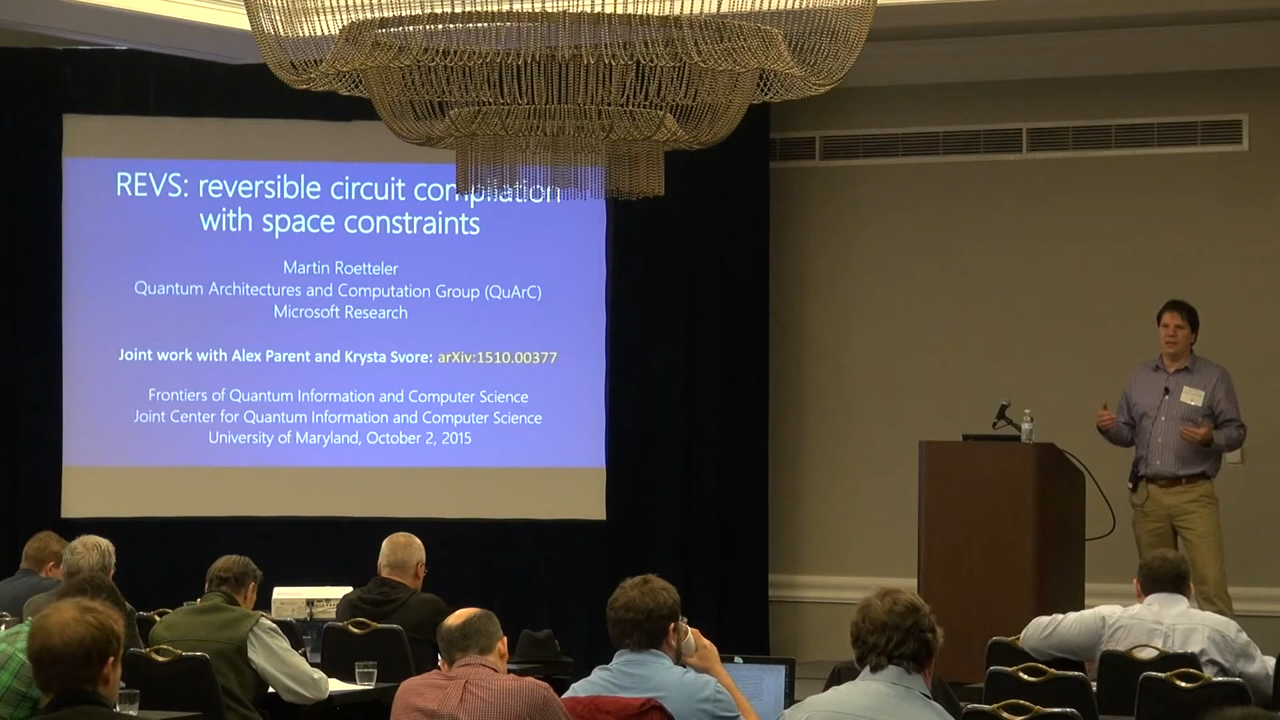 REVS: reversible circuit compilation
with space constraints
Martin Roetteler
Quantum Architectures and Computation Group (QuArC)
Microsoft Research
Joint work with Alex Parent and Krysta Svore: arXiv:1510.00377
Frontiers of Quantum Information and Computer Science
Joint Center for Quantum Information and Computer Science
University of Maryland, October 2, 2015